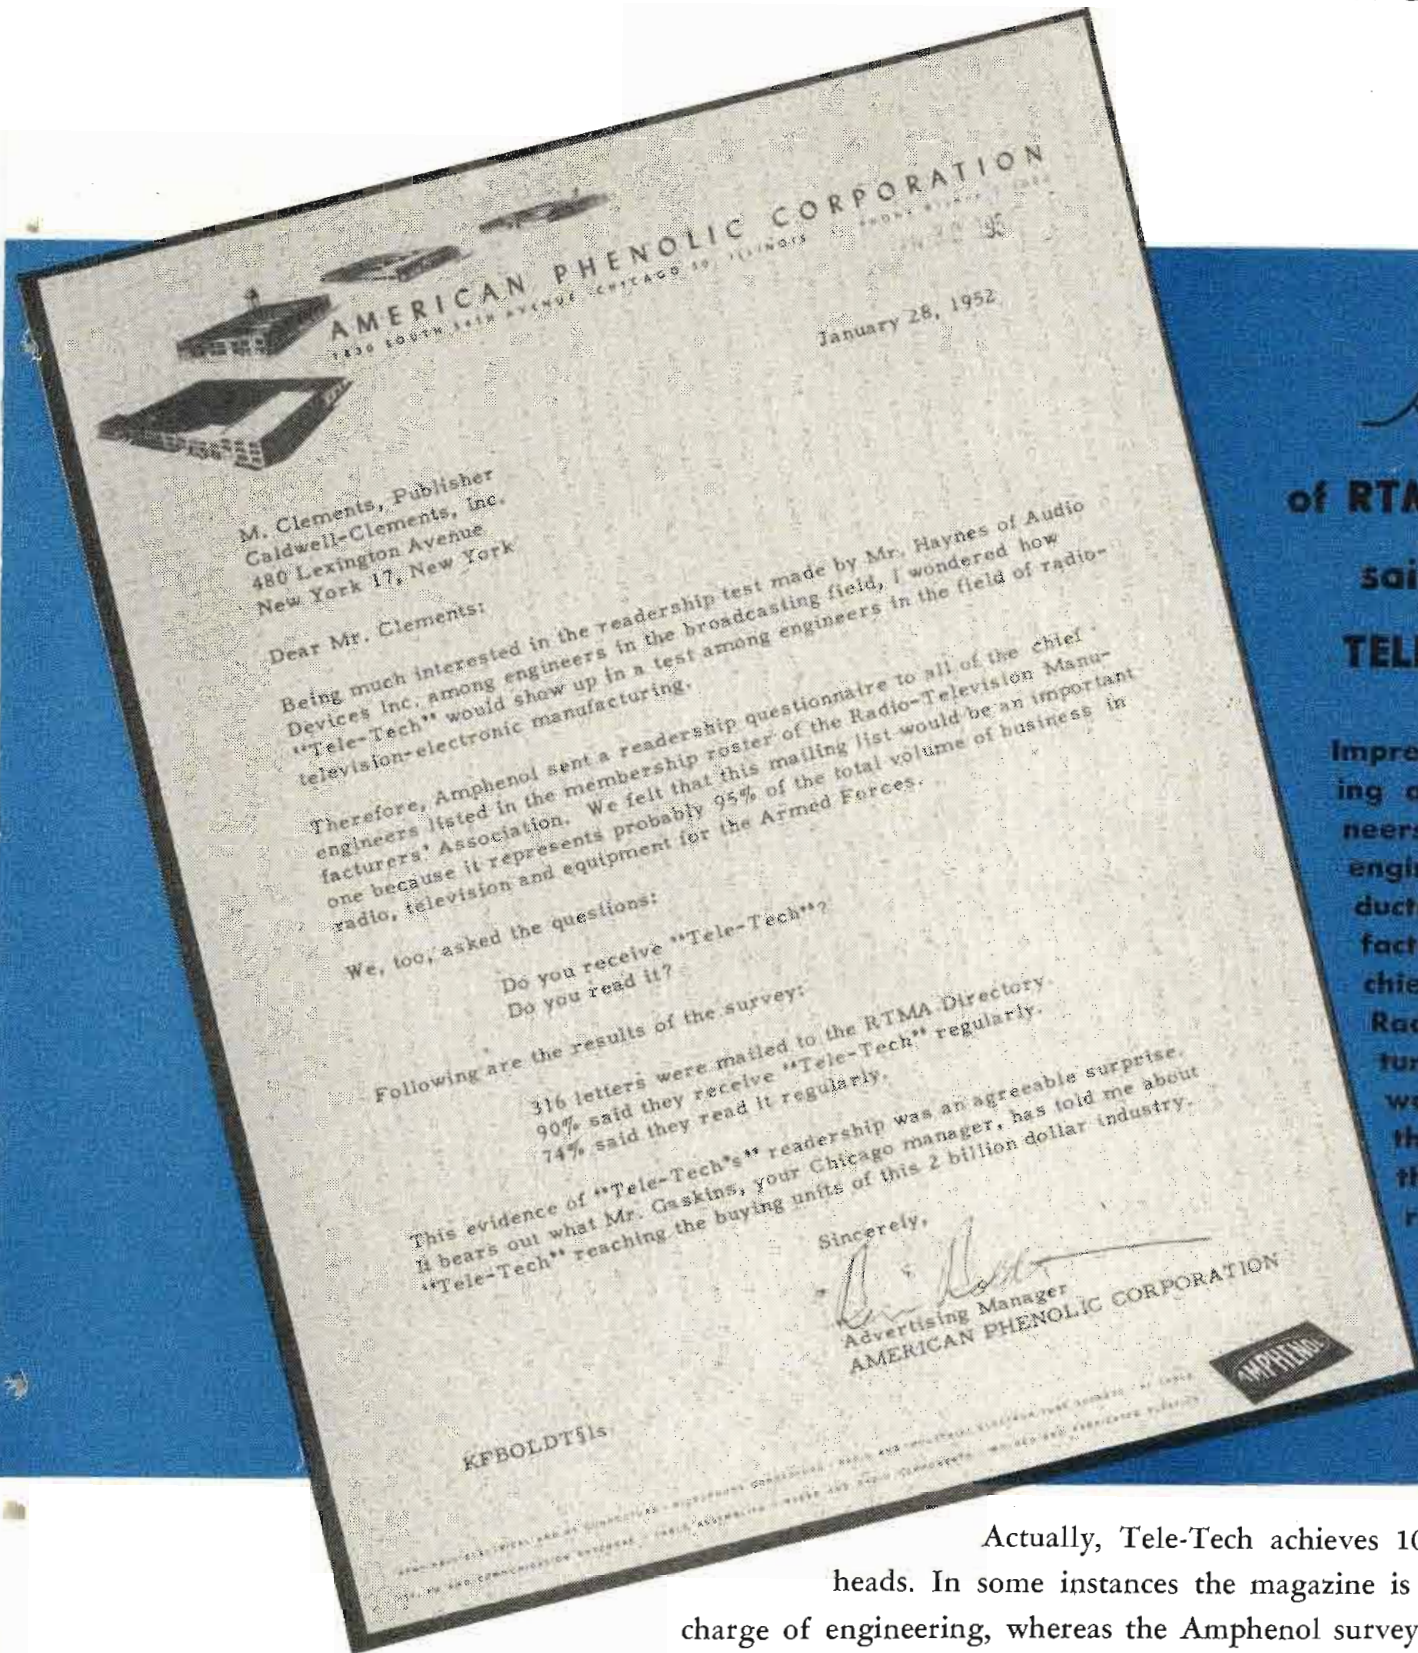 AMERICAN PHENOLIC CORPORATION
1830 SOUTH 54TH AVENUE CHICAGO 50, ILLINOIS
January 28, 1952
M. Clements, Publisher
Caldwell-Clements, Inc.
480 Lexington Avenue
New York 17, New York
Dear Mr. Clements:
Being much interested in the readership test made by Mr. Haynes of Audio
Devices Inc. among engineers in the broadcasting field, I wondered how
"Tele-Tech" would show up in a test among engineers in the field of radio-
television-electronic manufacturing.
Therefore, Amphenol sent a readership questionnaire to all of the chief
engineers listed in the membership roster of the Radio-Television Manu-
facturers' Association. We felt that this mailing list would be an important
one because it represents probably 95% of the total volume of business in
radio, television and equipment for the Armed Forces.
We, too, asked the questions:
Do you receive "Tele-Tech"?
Do you read it?
Following are the results of the survey:
316 letters were mailed to the RTMA Directory.
90% said they receive "Tele-Tech" regularly.
74% said they read it regularly.
This evidence of "Tele-Tech's" readership was an agreeable surprise.
It bears out what Mr. Gaskins, your Chicago manager, has told me about
"Tele-Tech" reaching the buying units of this 2 billion dollar industry.
Sincerely,
Advertising Manager
AMERICAN PHENOLIC CORPORATION
AMPHENOL
KFBOLDT§ls
of RTM
sai
TELE
Impre
ing
neers
engin
duct
fact
chie
Rad
tur
we
th
th
r
Actually, Tele-Tech achieves 10
heads. In some instances the magazine is
charge of engineering, whereas the Amphenol survey